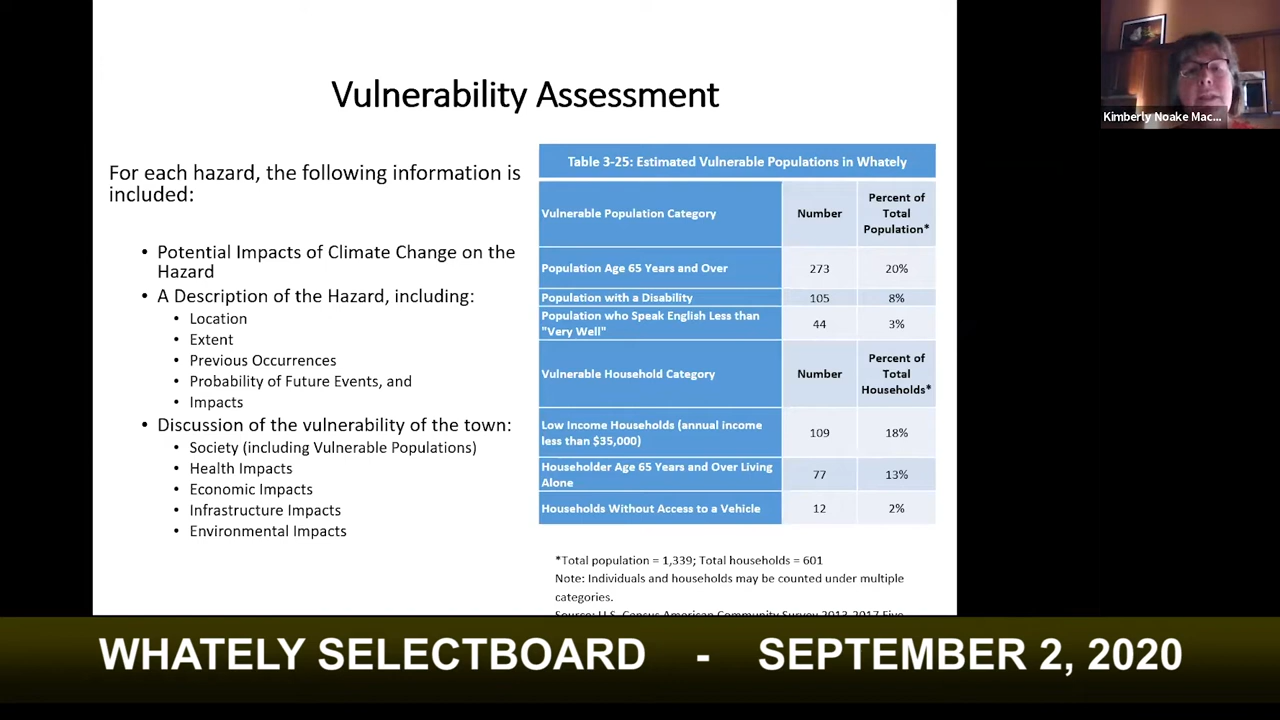 Vulnerability Assessment
For each hazard, the following information is
included:
• Potential Impacts of Climate Change on the
Hazard
• A Description of the Hazard, including:
• Location
• Extent
• Previous Occurrences
• Probability of Future Events, and
• Impacts
• Discussion of the vulnerability of the town:
• Society (including Vulnerable Populations)
• Health Impacts
• Economic Impacts
• Infrastructure Impacts
• Environmental Impacts
Table 3-25: Estimated Vulnerable Populations in Whately
Vulnerable Population Category Number Percent of
Total
Population*
Population Age 65 Years and Over 273 20%
Population with a Disability 105 8%
Population who Speak English Less than
"Very Well" 44 3%
Vulnerable Household Category Number Percent of
Total
Households*
Low Income Households (annual income
less than $35,000) 109 18%
Householder Age 65 Years and Over Living
Alone 77 13%
Households Without Access to a Vehicle 12 2%
*Total population = 1,339; Total households = 601
Note: Individuals and households may be counted under multiple
categories.
Source: U.S. Census American Community Survey 2013-2017 Five
Kimberly Noake Mac...
WHATELY SELECTBOARD - SEPTEMBER 2, 2020